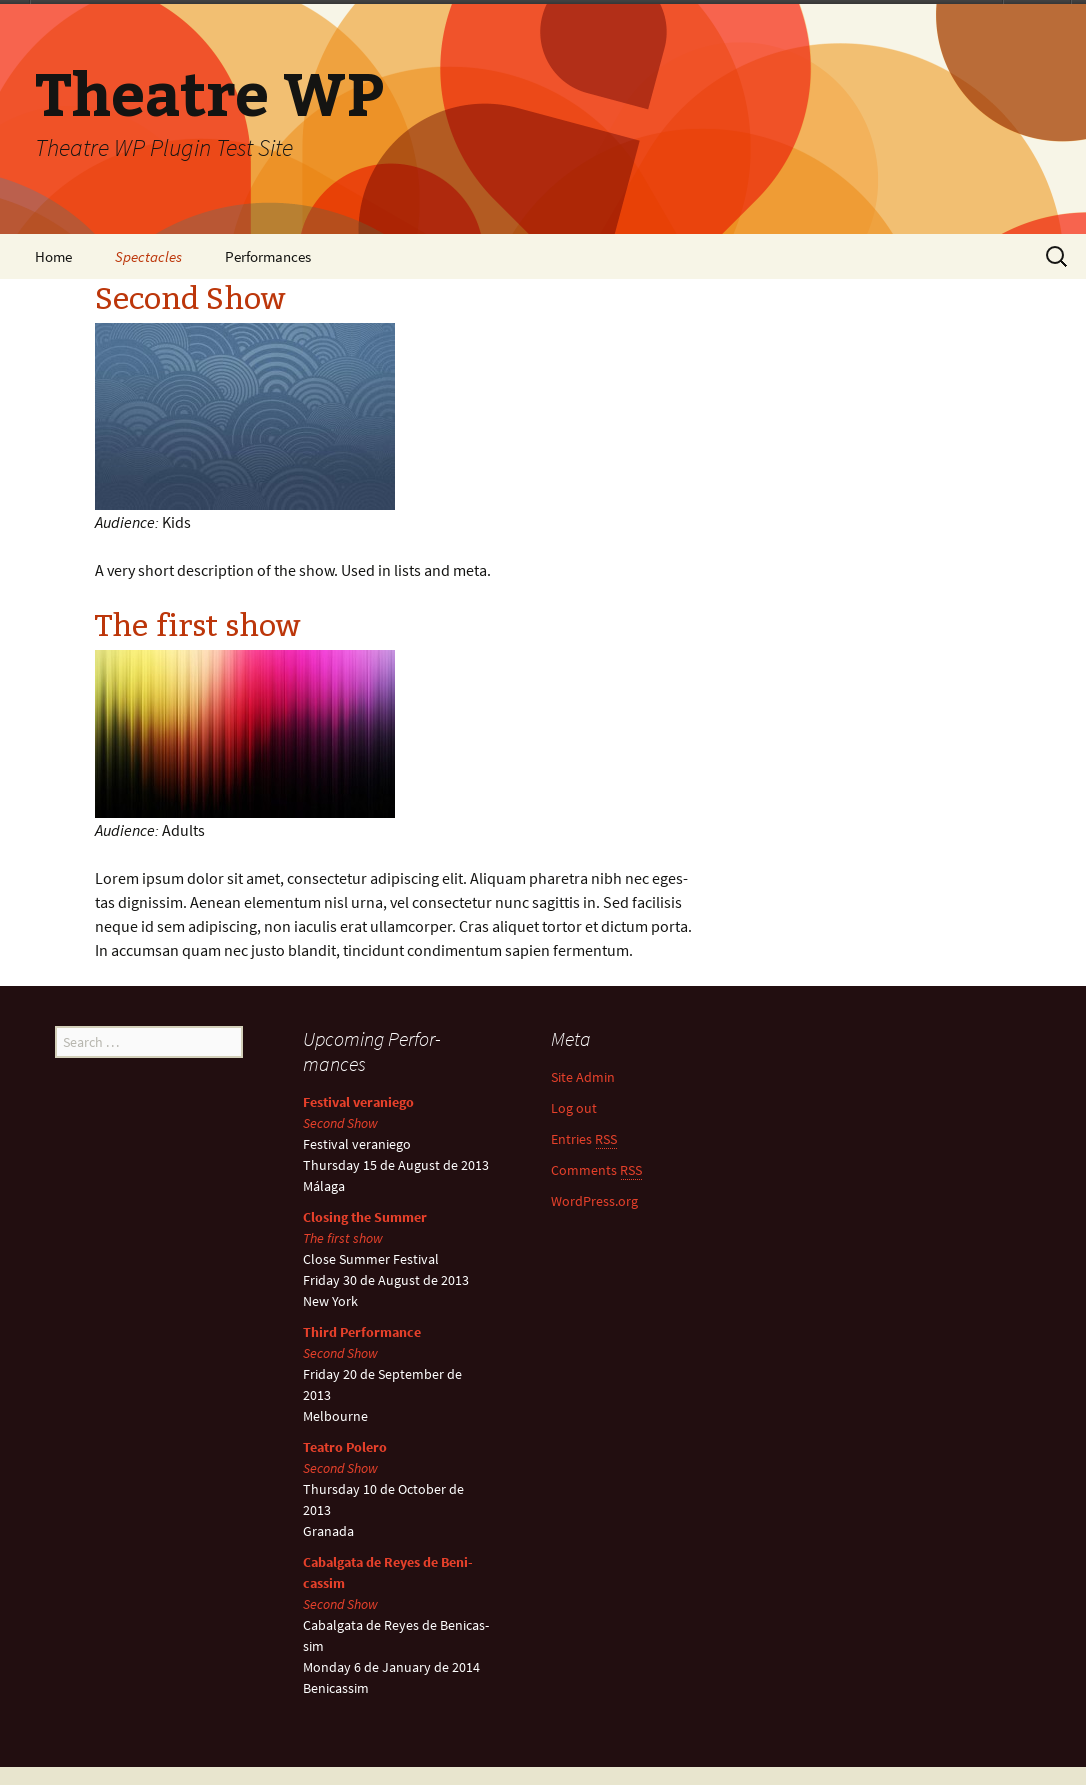 Theatre WP
Theatre WP Plugin Test Site
Home
Spectacles
Performances
Second Show
Audience: Kids
A very short description of the show. Used in lists and meta.
The first show
Audience: Adults
Lorem ipsum dolor sit amet, consectetur adipiscing elit. Aliquam pharetra nibh nec eges-
tas dignissim. Aenean elementum nisl urna, vel consectetur nunc sagittis in. Sed facilisis
neque id sem adipiscing, non iaculis erat ullamcorper. Cras aliquet tortor et dictum porta.
In accumsan quam nec justo blandit, tincidunt condimentum sapien fermentum.
Search …
Upcoming Perfor-
mances
Festival veraniego
Second Show
Festival veraniego
Thursday 15 de August de 2013
Málaga
Closing the Summer
The first show
Close Summer Festival
Friday 30 de August de 2013
New York
Third Performance
Second Show
Friday 20 de September de
2013
Melbourne
Teatro Polero
Second Show
Thursday 10 de October de
2013
Granada
Cabalgata de Reyes de Beni-
cassim
Second Show
Cabalgata de Reyes de Benicas-
sim
Monday 6 de January de 2014
Benicassim
Meta
Site Admin
Log out
Entries RSS
Comments RSS
WordPress.org